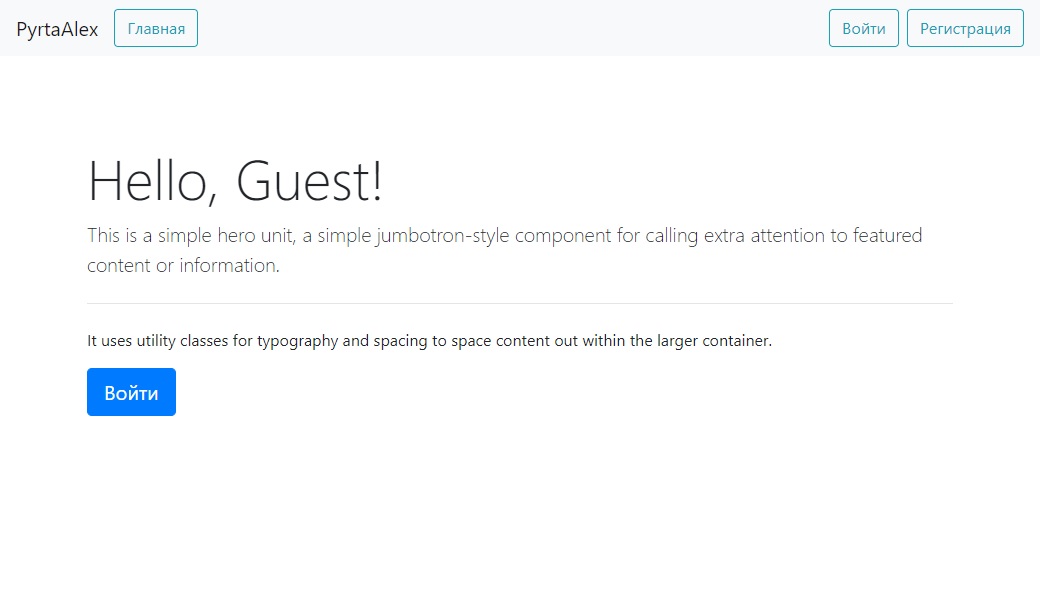 PyrtaAlex Главная Войти Регистрация
Hello, Guest!
This is a simple hero unit, a simple jumbotron-style component for calling extra attention to featured
content or information.
It uses utility classes for typography and spacing to space content out within the larger container.
Войти